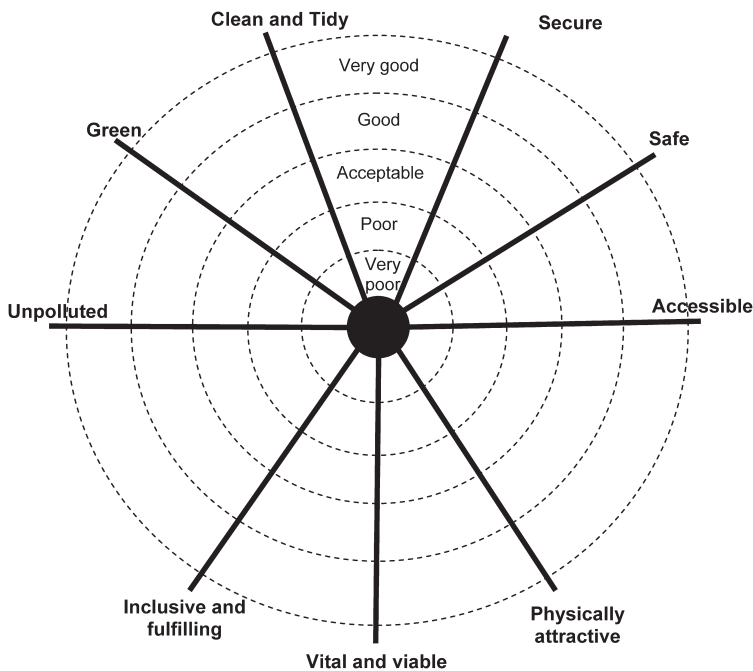 Clean and Tidy
Secure
Very good
Good
Green
Safe
Acceptable
Poor
Very
poor
Unpolluted
Accessible
Inclusive and
fulfilling
Physically
attractive
Vital and viable